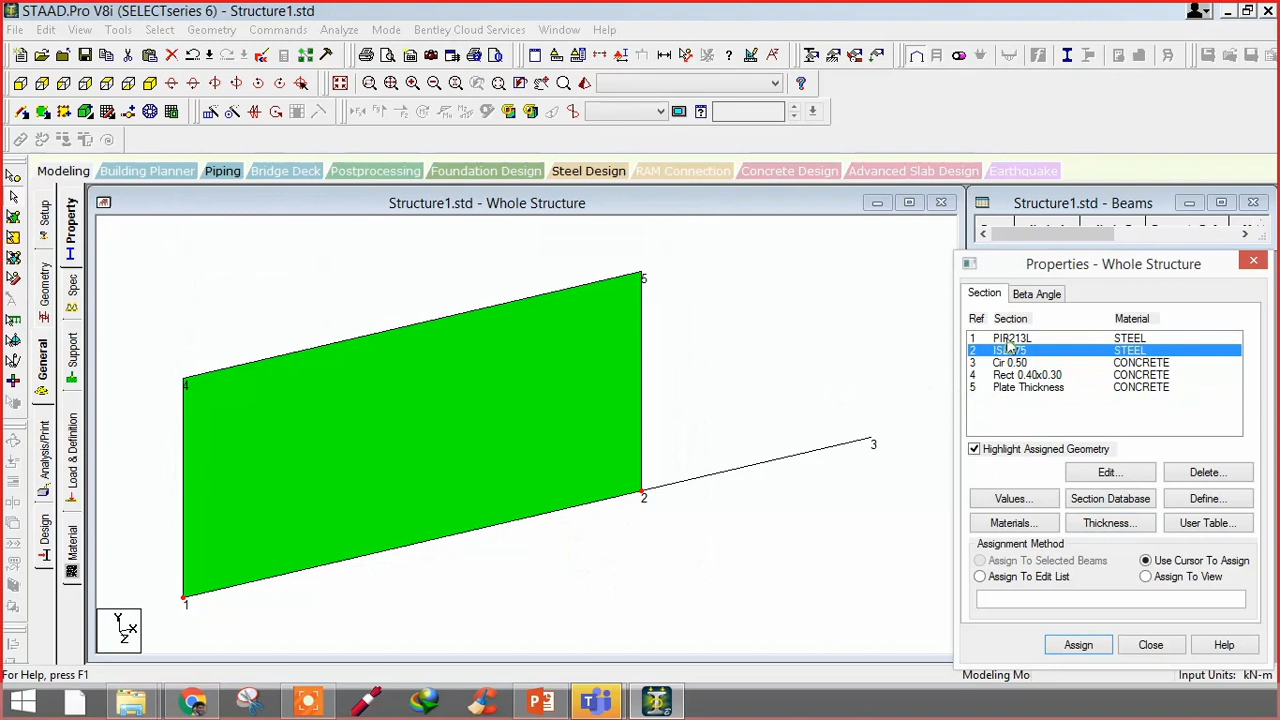 STAAD.Pro V8i (SELECTseries 6) - Structure1.std
File Edit View Tools Select Geometry Commands Analyze Mode Bentley Cloud Services Window Help
Modeling Building Planner Piping Bridge Deck Postprocessing Foundation Design Steel Design RAM Connection Concrete Design Advanced Slab Design Earthquake
Setup
Geometry
General
Analysis/Print
Design
Property
Spec
Support
Load & Definition
Material
Structure1.std - Whole Structure
5
4
3
2
1
Y
X
Z
Structure1.std - Beams
Properties - Whole Structure
Section Beta Angle
Ref Section Material
1 PIP213L STEEL
2 STEEL
3 Cir 0.50 CONCRETE
4 Rect 0.40x0.30 CONCRETE
5 Plate Thickness CONCRETE
Highlight Assigned Geometry
Edit... Delete...
Values... Section Database Define...
Materials... Thickness... User Table...
Assignment Method
Assign To Selected Beams Use Cursor To Assign
Assign To Edit List Assign To View
Assign Close Help
For Help, press F1 Modeling Mo Input Units: kN-m